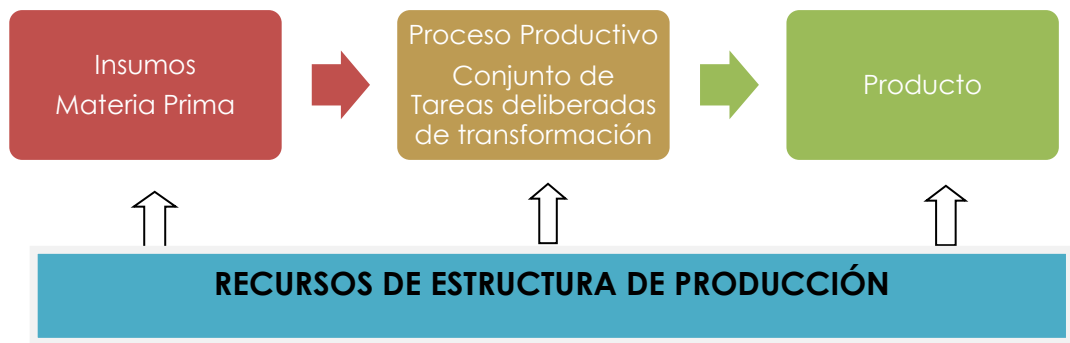 Insumos
Materia Prima
Proceso Productivo
Conjunto de
Tareas deliberadas
de transformación
Producto
RECURSOS DE ESTRUCTURA DE PRODUCCIÓN